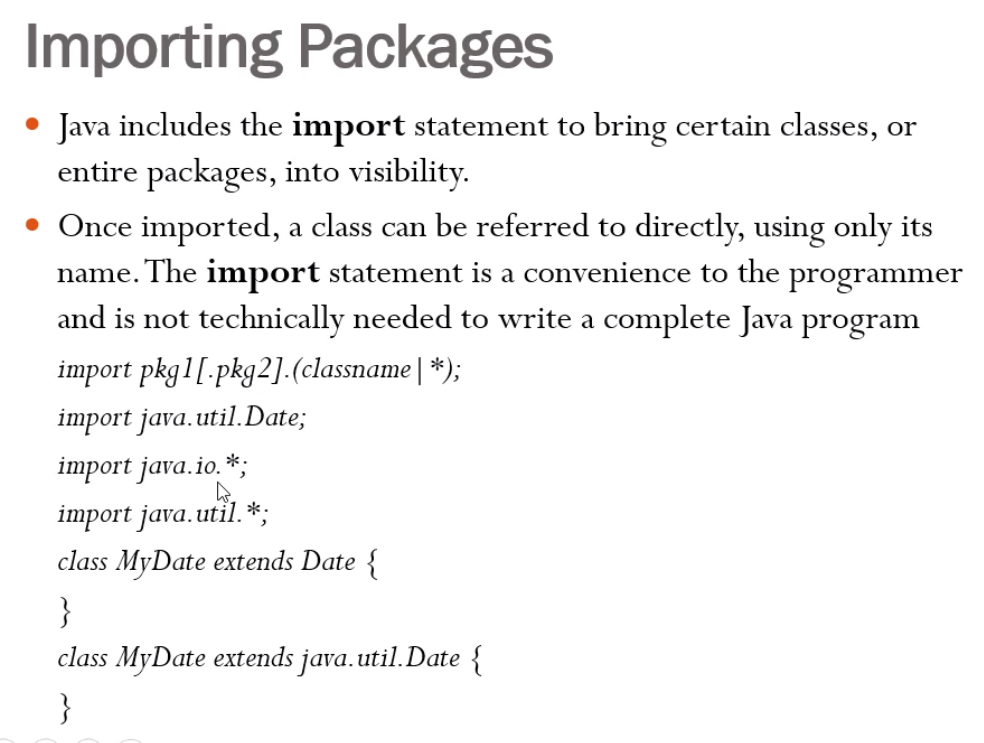 Importing Packages
• Java includes the import statement to bring certain classes, or
entire packages, into visibility.
• Once imported, a class can be referred to directly, using only its
name. The import statement is a convenience to the programmer
and is not technically needed to write a complete Java program
import pkg1[.pkg2].(classname|*);
import java.util.Date;
import java.io.*;
import java.util.*;
class MyDate extends Date {
}
class MyDate extends java.util.Date {
}